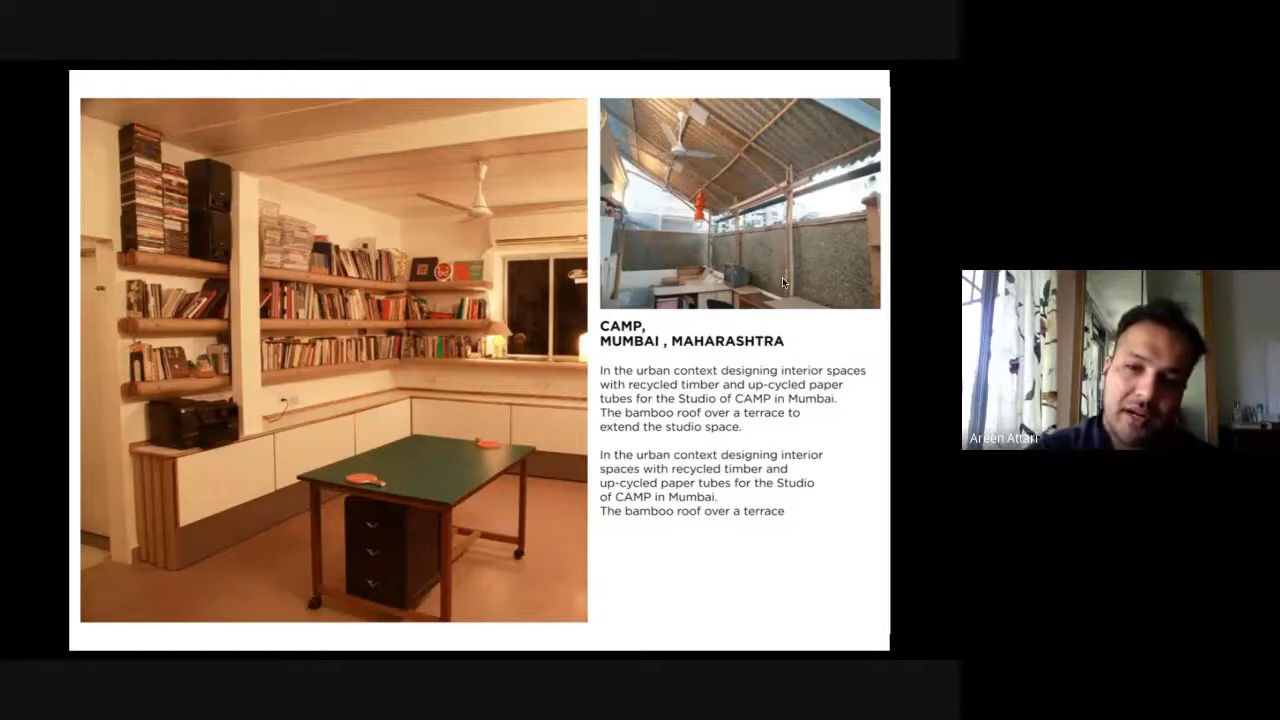 CAMP,
MUMBAI , MAHARASHTRA
In the urban context designing interior spaces
with recycled timber and up-cycled paper
tubes for the Studio of CAMP in Mumbai.
The bamboo roof over a terrace to
extend the studio space.
In the urban context designing interior
spaces with recycled timber and
up-cycled paper tubes for the Studio
of CAMP in Mumbai.
The bamboo roof over a terrace
Areen Attari